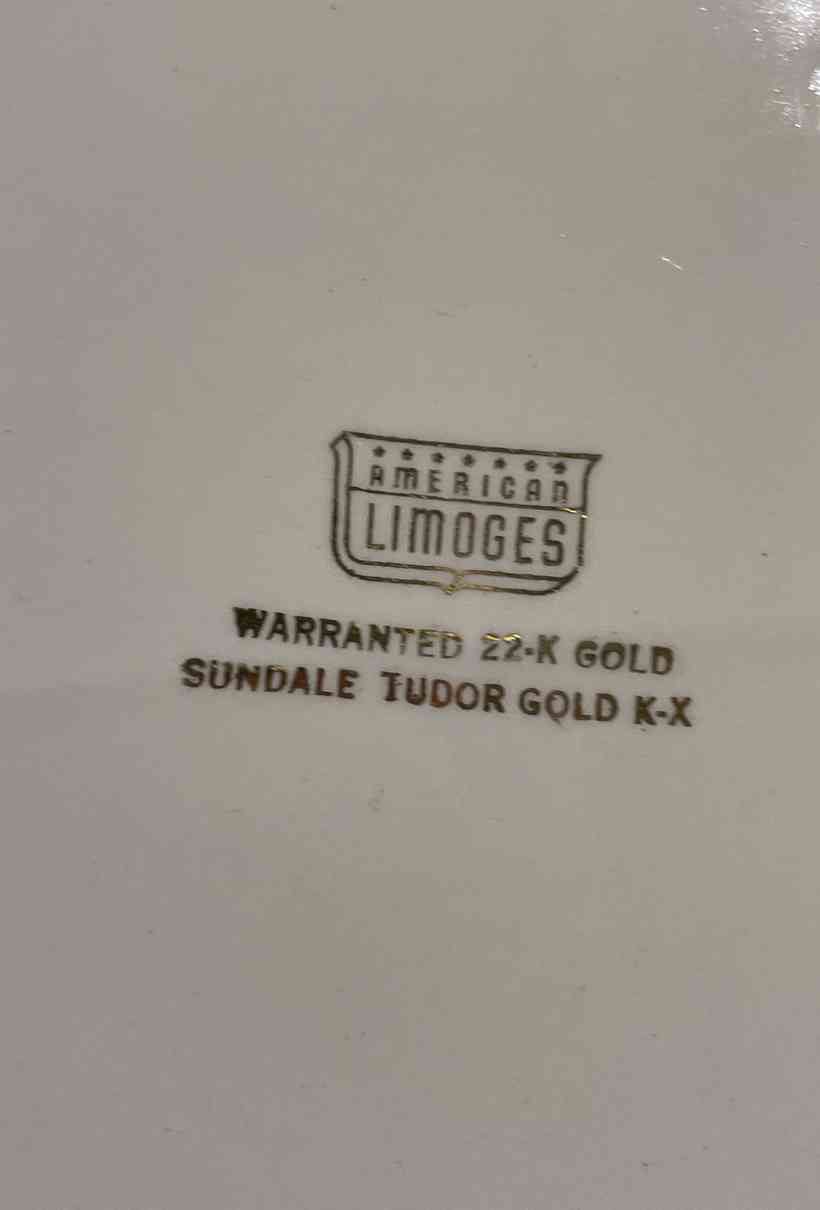 AMERICAN
LIMOGES
WARRANTED 22-K GOLD
SUNDALE TUDOR GOLD K-X